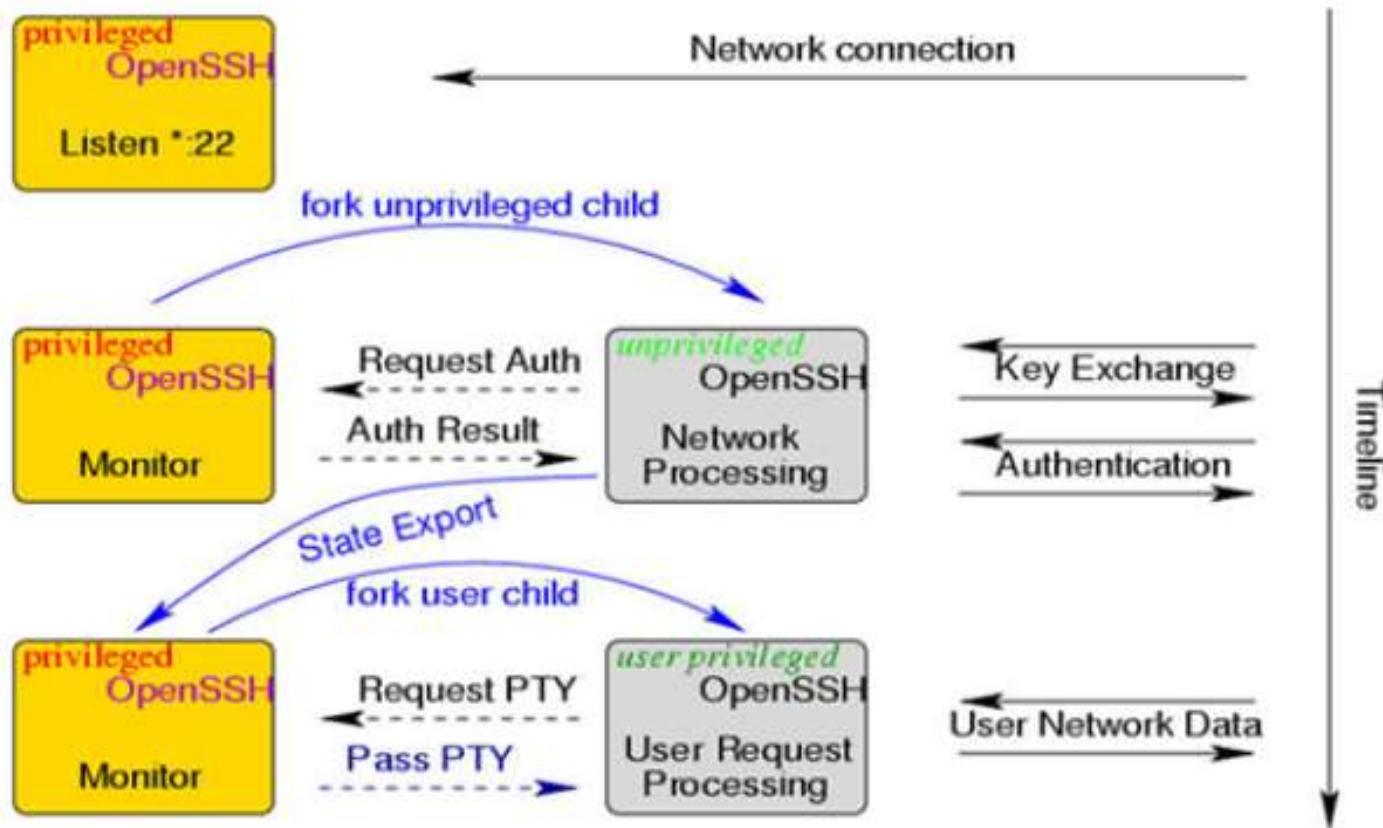 privileged
OpenSSH
Listen *:22
Network connection
fork unprivileged child
privileged
OpenSSH
Monitor
Request Auth
Auth Result
unprivileged
OpenSSH
Network
Processing
Key Exchange
Authentication
Timeline
State Export
fork user child
privileged
OpenSSH
Monitor
Request PTY
Pass PTY
user privileged
OpenSSH
User Request
Processing
User Network Data